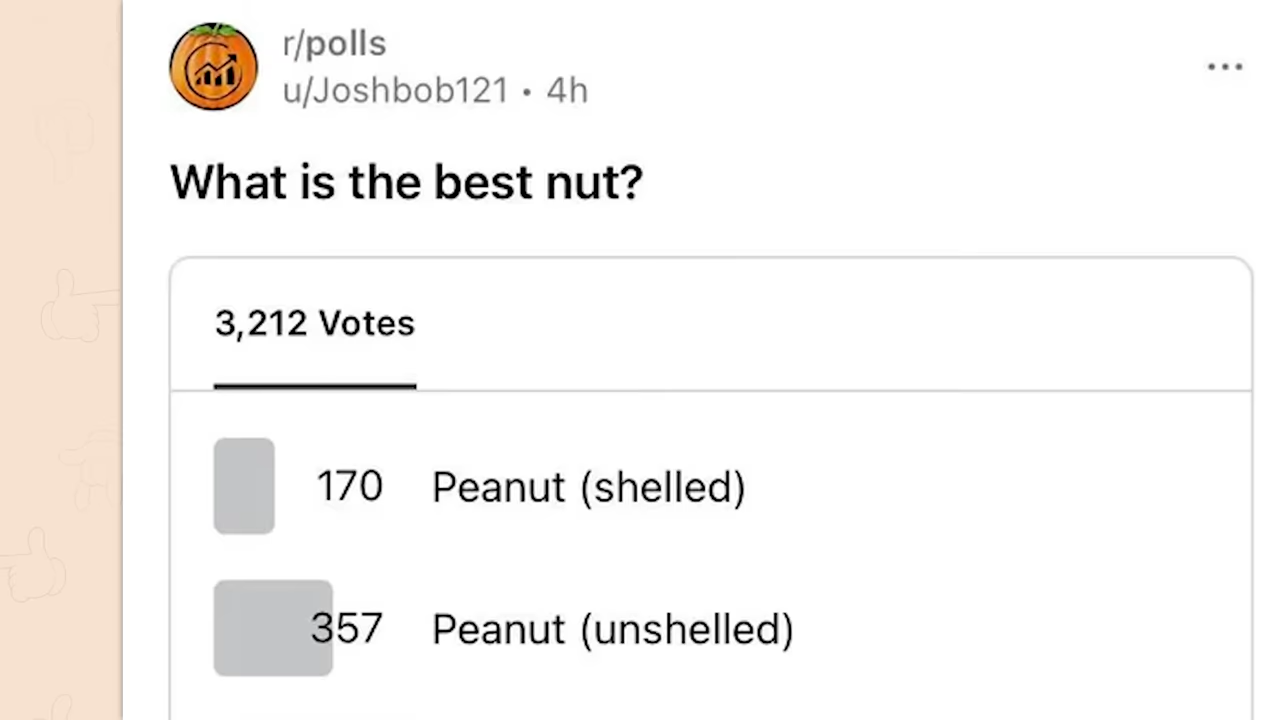 r/polls
u/Joshbob121 • 4h
What is the best nut?
3,212 Votes
170 Peanut (shelled)
357 Peanut (unshelled)